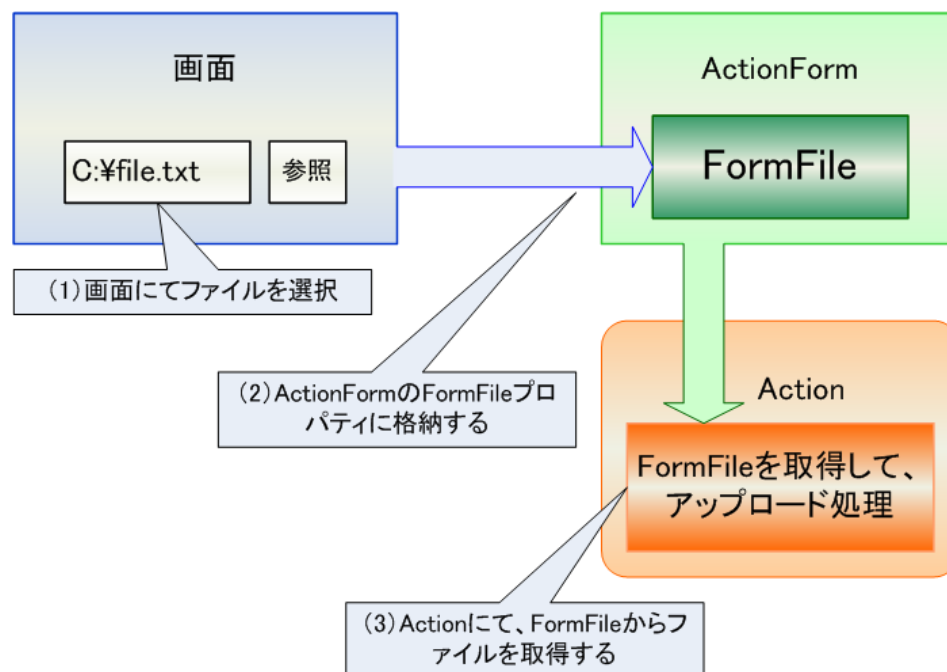 画面
ActionForm
C:¥file.txt
参照
FormFile
(1)画面にてファイルを選択
(2)ActionFormのFormFileプロ
パティに格納する
Action
FormFileを取得して、
アップロード処理
(3)Actionにて、FormFileからフ
ァイルを取得する